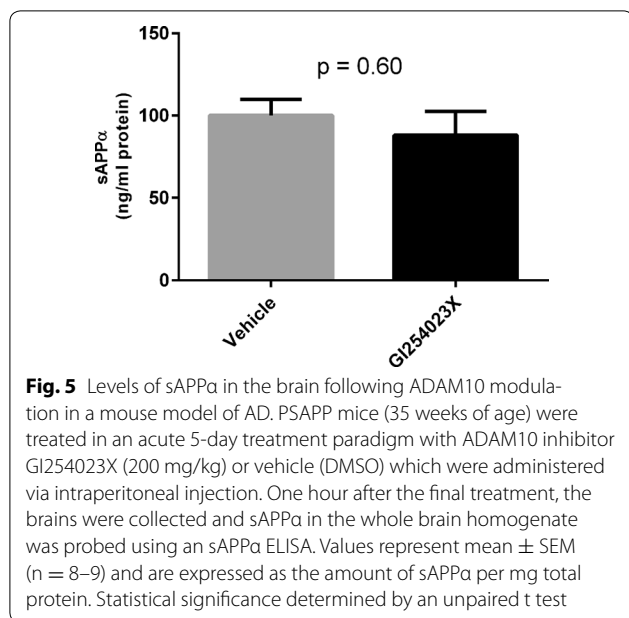 150
p = 0.60
100
50
0
sAPPα
(ng/ml protein)
Vehicle
GI254023X
Fig. 5 Levels of sAPPα in the brain following ADAM10 modula-
tion in a mouse model of AD. PSAPP mice (35 weeks of age) were
treated in an acute 5-day treatment paradigm with ADAM10 inhibitor
GI254023X (200 mg/kg) or vehicle (DMSO) which were administered
via intraperitoneal injection. One hour after the final treatment, the
brains were collected and sAPPα in the whole brain homogenate
was probed using an sAPPα ELISA. Values represent mean ± SEM
(n = 8–9) and are expressed as the amount of sAPPα per mg total
protein. Statistical significance determined by an unpaired t test